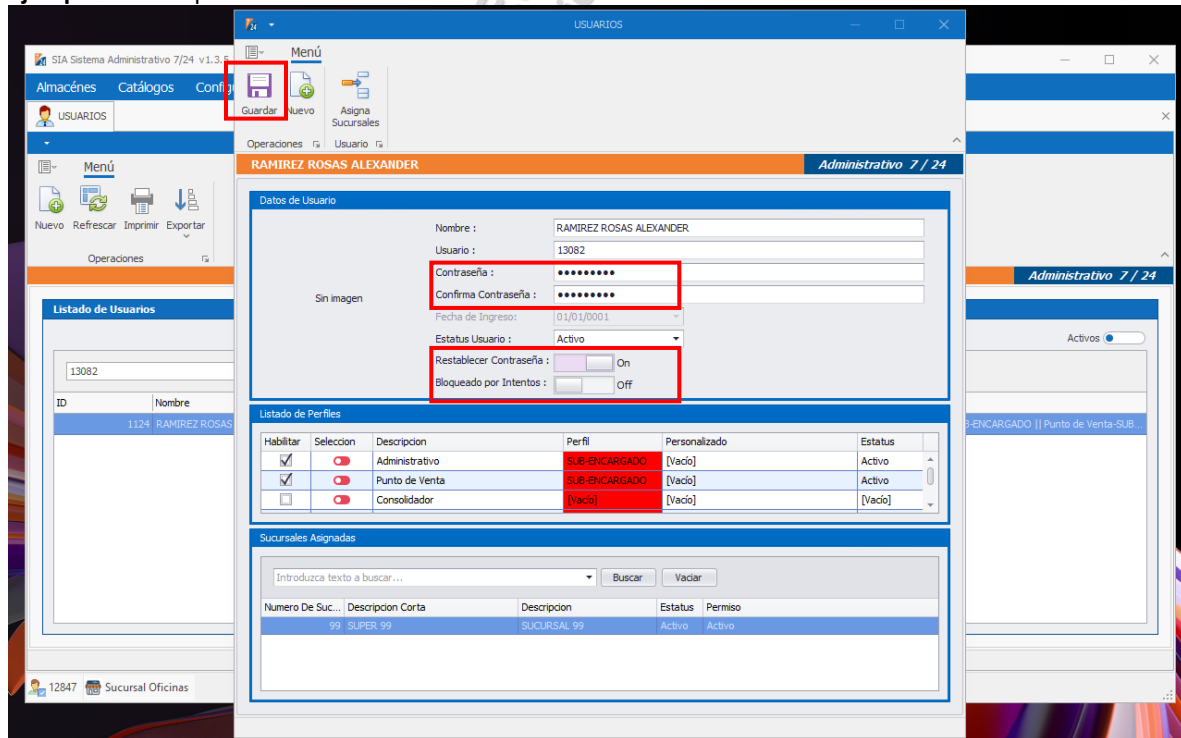 USUARIOS
Menú
Guardar Nuevo Asigna Sucursales
Operaciones Usuario
RAMIREZ ROSAS ALEXANDER Administrativo 7 / 24
Datos de Usuario
Sin imagen
Nombre : RAMIREZ ROSAS ALEXANDER
Usuario : 13082
Contraseña : •••••••••
Confirma Contraseña : •••••••••
Fecha de Ingreso: 01/01/0001
Estatus Usuario : Activo
Restablecer Contraseña : On
Bloqueado por Intentos : Off
Listado de Perfiles
Habilitar Seleccion Descripcion Perfil Personalizado Estatus
Administrativo SUB-ENCARGADO [Vacío] Activo
Punto de Venta SUB-ENCARGADO [Vacío] Activo
Consolidador [Vacío] [Vacío] [Vacío]
Sucursales Asignadas
Introduzca texto a buscar... Buscar Vaciar
Numero De Suc... Descripcion Corta Descripcion Estatus Permiso
99 SUPER 99 SUCURSAL 99 Activo Activo
SIA Sistema Administrativo 7/24 v1.3.5
Almacénes Catálogos Config
USUARIOS
Menú
Nuevo Refrescar Imprimir Exportar
Operaciones
Administrativo 7 / 24
Listado de Usuarios
Activos
13082
ID Nombre
1124 RAMIREZ ROSAS
-ENCARGADO || Punto de Venta-SUB...
12847 Sucursal Oficinas